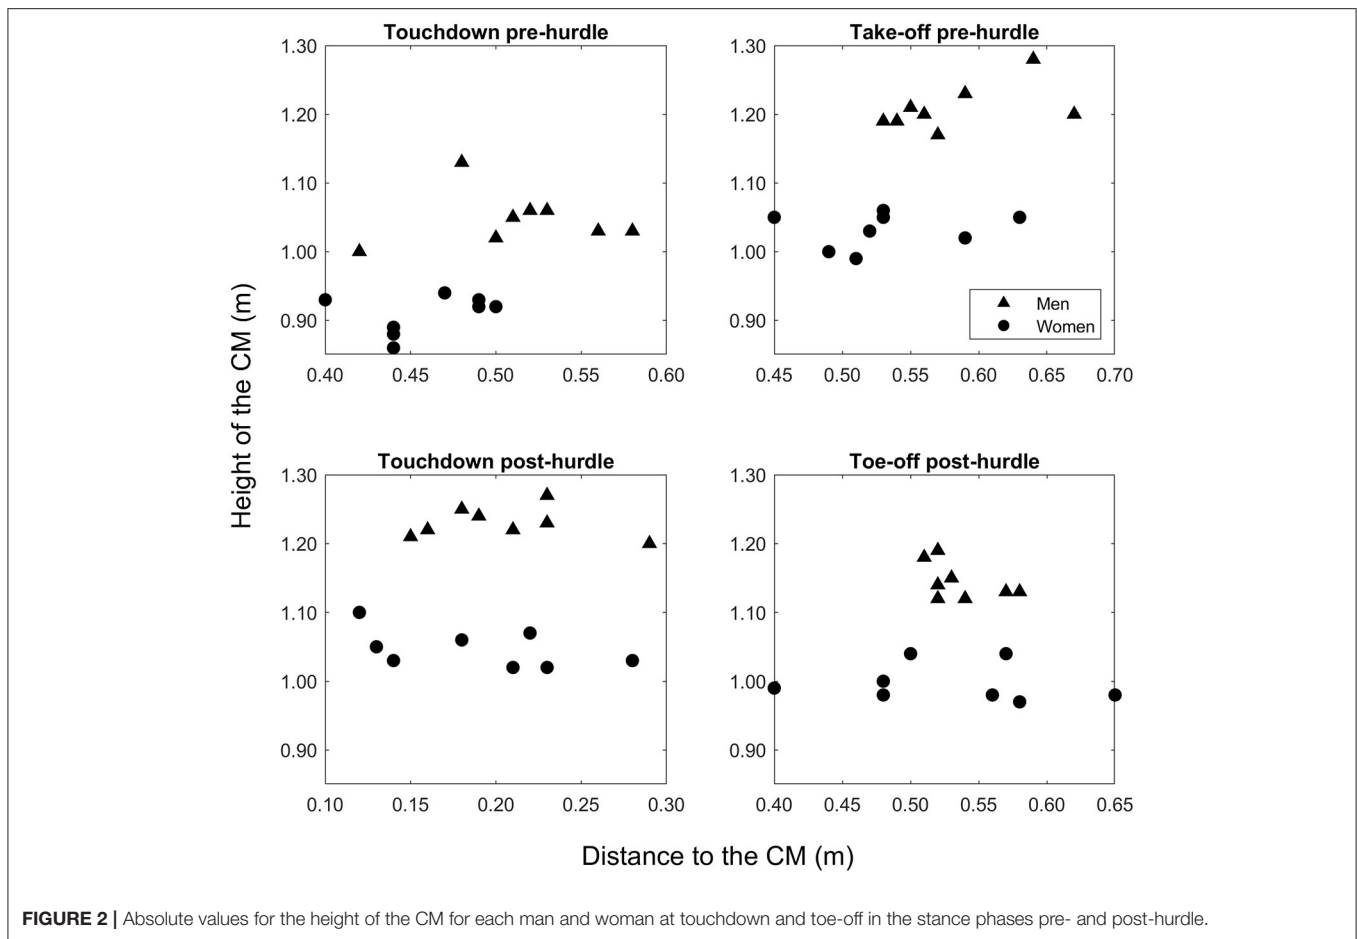 Touchdown pre-hurdle
1.30
1.20
1.10
1.00
0.90
0.40 0.45 0.50 0.55 0.60
Take-off pre-hurdle
1.30
1.20
1.10
1.00
0.90
Men
Women
0.45 0.50 0.55 0.60 0.65 0.70
Height of the CM (m)
Touchdown post-hurdle
1.30
1.20
1.10
1.00
0.90
0.10 0.15 0.20 0.25 0.30
Toe-off post-hurdle
1.30
1.20
1.10
1.00
0.90
0.40 0.45 0.50 0.55 0.60 0.65
Distance to the CM (m)
FIGURE 2 | Absolute values for the height of the CM for each man and woman at touchdown and toe-off in the stance phases pre- and post-hurdle.